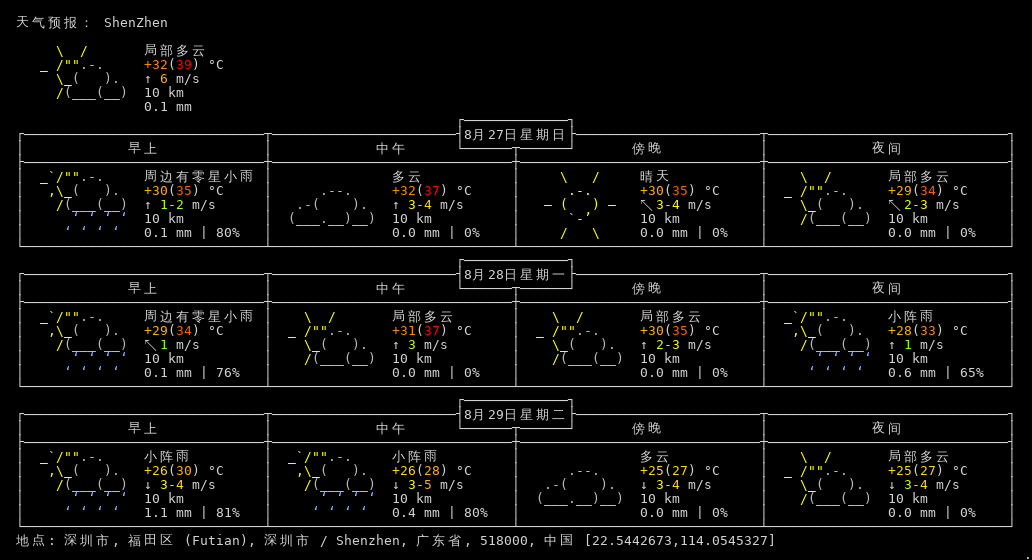 天气预报: ShenZhen
局部多云
+32(39) °C
↑ 6 m/s
10 km
0.1 mm
8月27日星期日
早上 中午 傍晚 夜间
周边有零星小雨 多云 晴天 局部多云
+30(35) °C +32(37) °C +30(35) °C +29(34) °C
↑ 1-2 m/s ↑ 3-4 m/s ↖ 3-4 m/s ↖ 2-3 m/s
10 km 10 km 10 km 10 km
0.1 mm | 80% 0.0 mm | 0% 0.0 mm | 0% 0.0 mm | 0%
8月28日星期一
早上 中午 傍晚 夜间
周边有零星小雨 局部多云 局部多云 小阵雨
+29(34) °C +31(37) °C +30(35) °C +28(33) °C
↖ 1 m/s ↑ 3 m/s ↑ 2-3 m/s ↑ 1 m/s
10 km 10 km 10 km 10 km
0.1 mm | 76% 0.0 mm | 0% 0.0 mm | 0% 0.6 mm | 65%
8月29日星期二
早上 中午 傍晚 夜间
小阵雨 小阵雨 多云 局部多云
+26(30) °C +26(28) °C +25(27) °C +25(27) °C
↓ 3-4 m/s ↓ 3-5 m/s ↓ 3-4 m/s ↓ 3-4 m/s
10 km 10 km 10 km 10 km
1.1 mm | 81% 0.4 mm | 80% 0.0 mm | 0% 0.0 mm | 0%
地点: 深圳市, 福田区 (Futian), 深圳市 / Shenzhen, 广东省, 518000, 中国 [22.5442673,114.0545327]